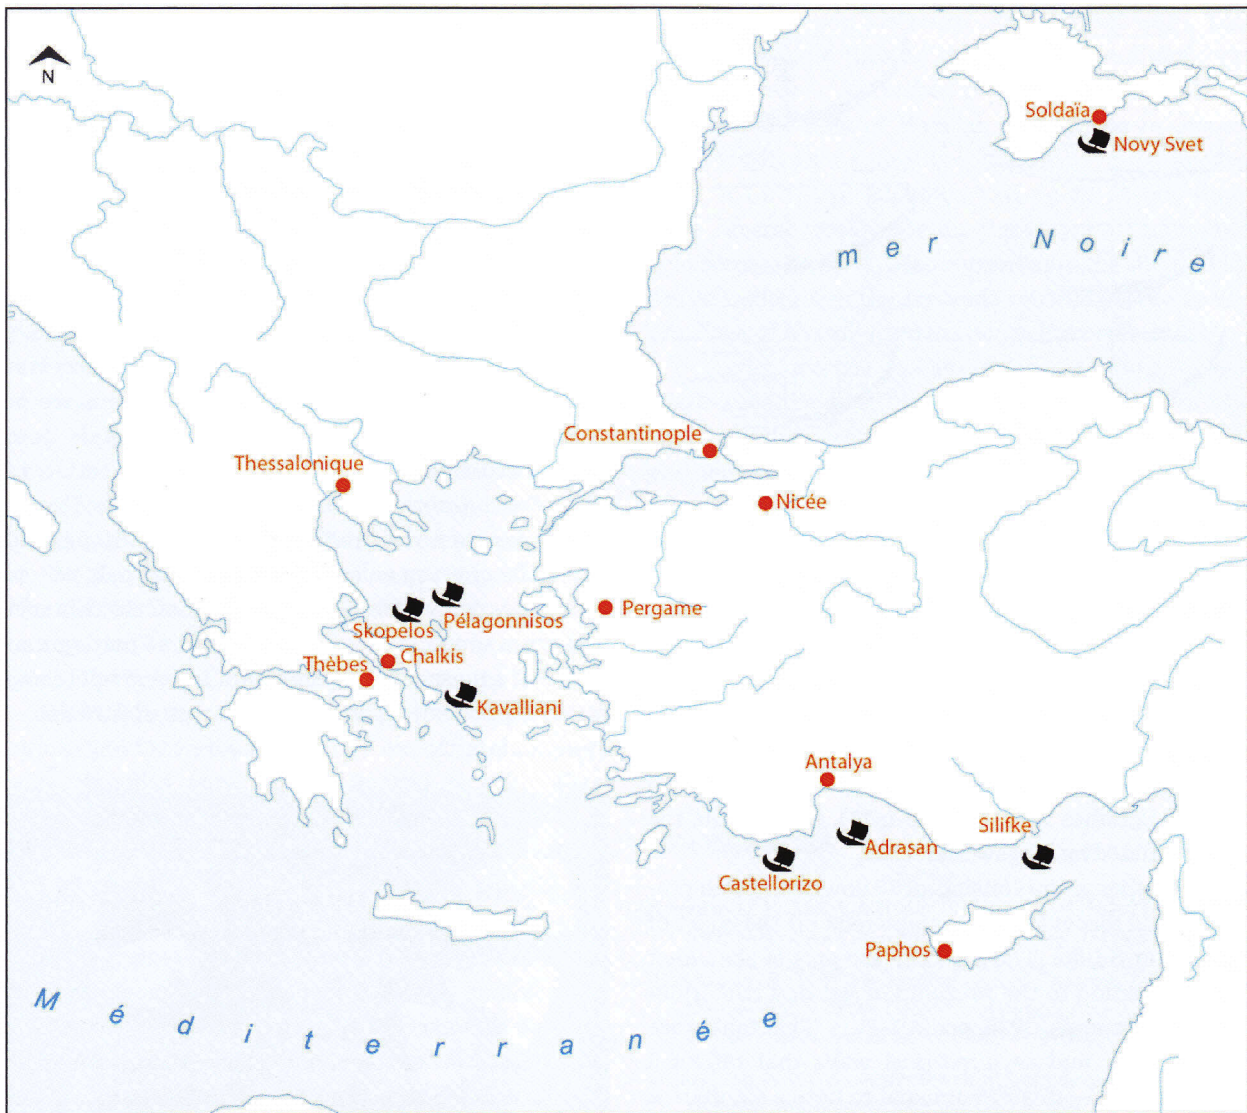 N
Soldaïa
Novy Svet
mer Noire
Constantinople
Thessalonique
Nicée
Pergame
Pélagonnisos
Skopelos
Chalkis
Thèbes
Kavalliani
Antalya
Silifke
Adrasan
Castellorizo
Paphos
Méditerranée